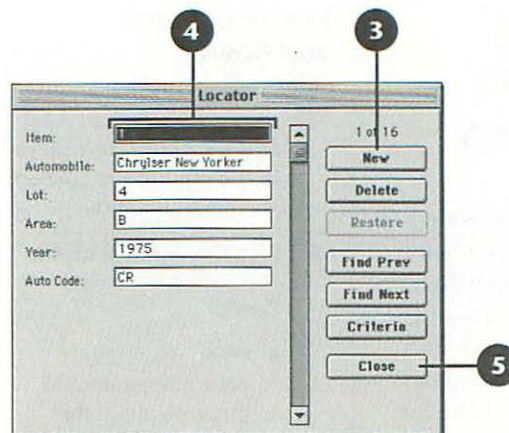 4
3
Locator
Item: 1
1 of 16
Automobile: Chrylser New Yorker
Lot: 4
Area: B
Year: 1975
Auto Code: CR
New
Delete
Restore
Find Prev
Find Next
Criteria
Close
5